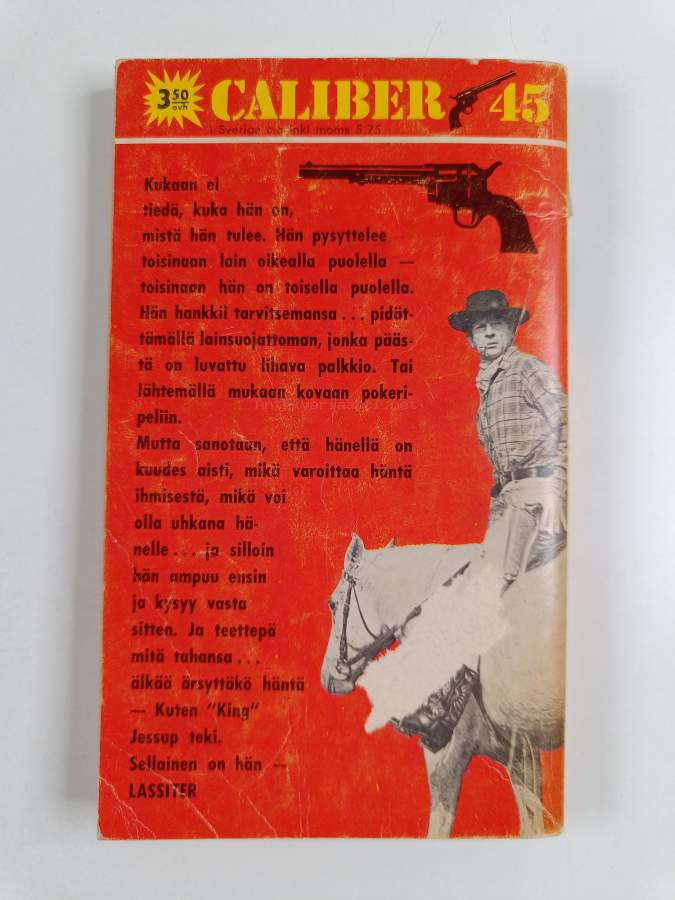 3 50 ovh
CALIBER 45
Sverige ca inkl moms 5.75
Kukaan ei
tiedä, kuka hän on,
mistä hän tulee. Hän pysyttelee
toisinaan lain oikealla puolella —
toisinaan hän on toisella puolella.
Hän hankkii tarvitsemansa... pidät-
tämällä lainsuojattoman, jonka pääs-
tä on luvattu lihava palkkio. Tai
lähtemällä mukaan kovaan pokeri-
peliin.
Mutta sanotaan, että hänellä on
kuudes aisti, mikä varoittaa häntä
ihmisestä, mikä voi
olla uhkana hä-
nelle... ja silloin
hän ampuu ensin
ja kysyy vasta
sitten. Ja teettepä
mitä tahansa...
älkää ärsyttäkö häntä
— Kuten "King"
Jessup teki.
Sellainen on hän —
LASSITER